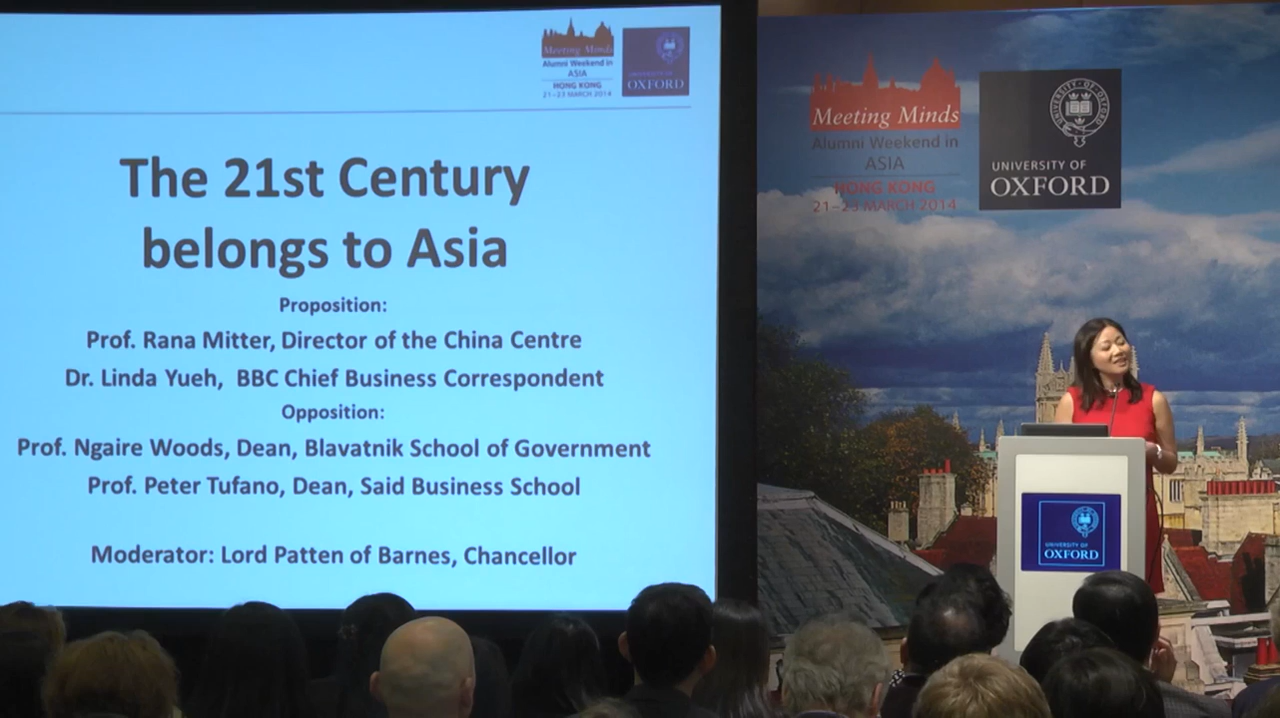 Meeting Minds
Alumni Weekend in
ASIA
HONG KONG
21-23 MARCH 2014
UNIVERSITY OF
OXFORD
The 21st Century
belongs to Asia
Proposition:
Prof. Rana Mitter, Director of the China Centre
Dr. Linda Yueh, BBC Chief Business Correspondent
Opposition:
Prof. Ngaire Woods, Dean, Blavatnik School of Government
Prof. Peter Tufano, Dean, Said Business School
Moderator: Lord Patten of Barnes, Chancellor
Meeting Minds
Alumni Weekend in
ASIA
HONG KONG
21-23 MARCH 2014
UNIVERSITY OF OXFORD
UNIVERSITY OF
OXFORD
UNIVERSITY OF
OXFORD